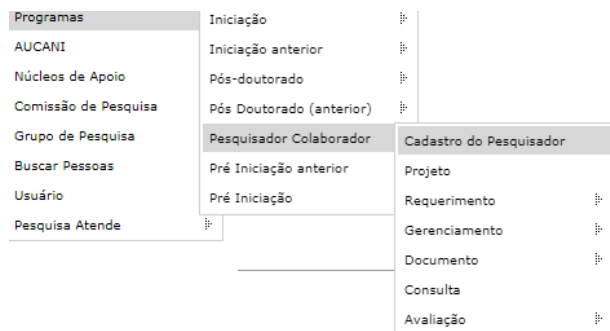 Programas
AUCANI
Núcleos de Apoio
Comissão de Pesquisa
Grupo de Pesquisa
Buscar Pessoas
Usuário
Pesquisa Atende
Iniciação
Iniciação anterior
Pós-doutorado
Pós Doutorado (anterior)
Pesquisador Colaborador
Pré Iniciação anterior
Pré Iniciação
Cadastro do Pesquisador
Projeto
Requerimento
Gerenciamento
Documento
Consulta
Avaliação